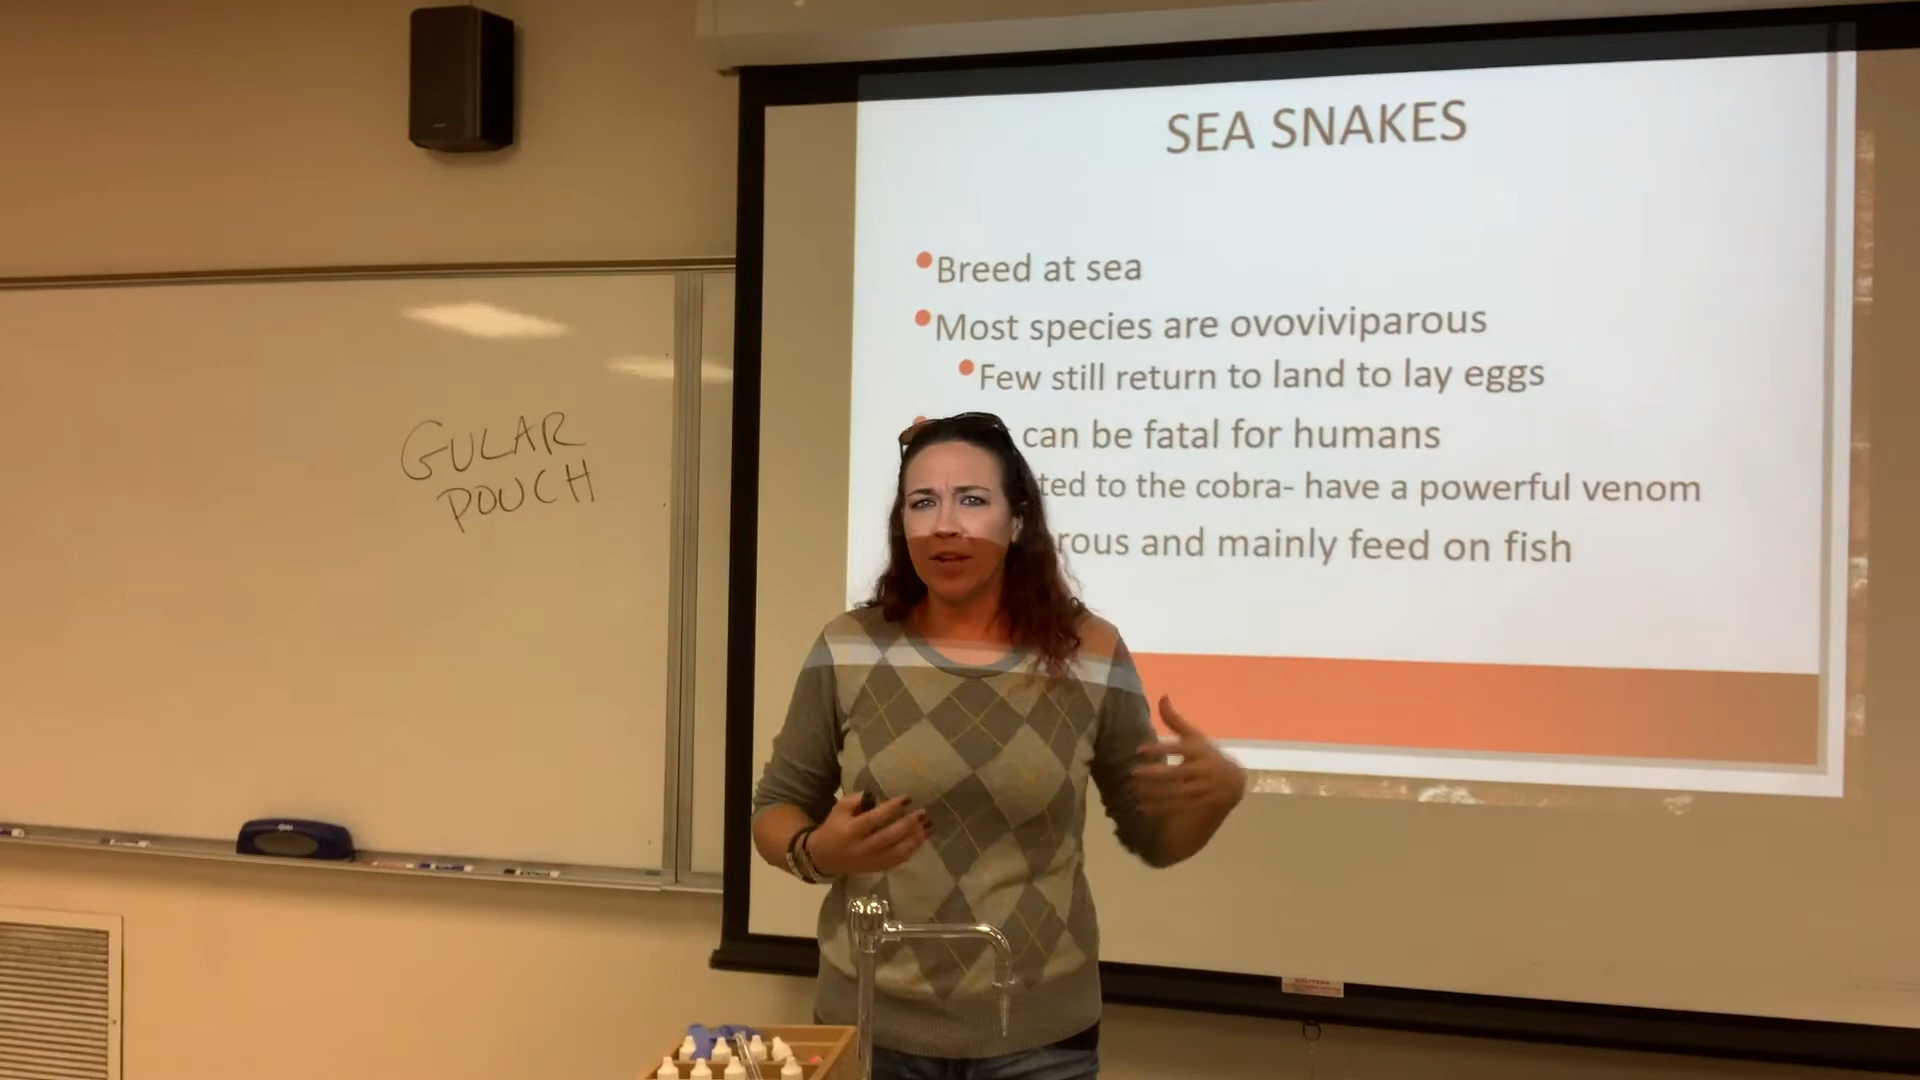 SEA SNAKES
Breed at sea
Most species are ovoviviparous
Few still return to land to lay eggs
can be fatal for humans
to the cobra- have a powerful venom
and mainly feed on fish
GULAR
POUCH